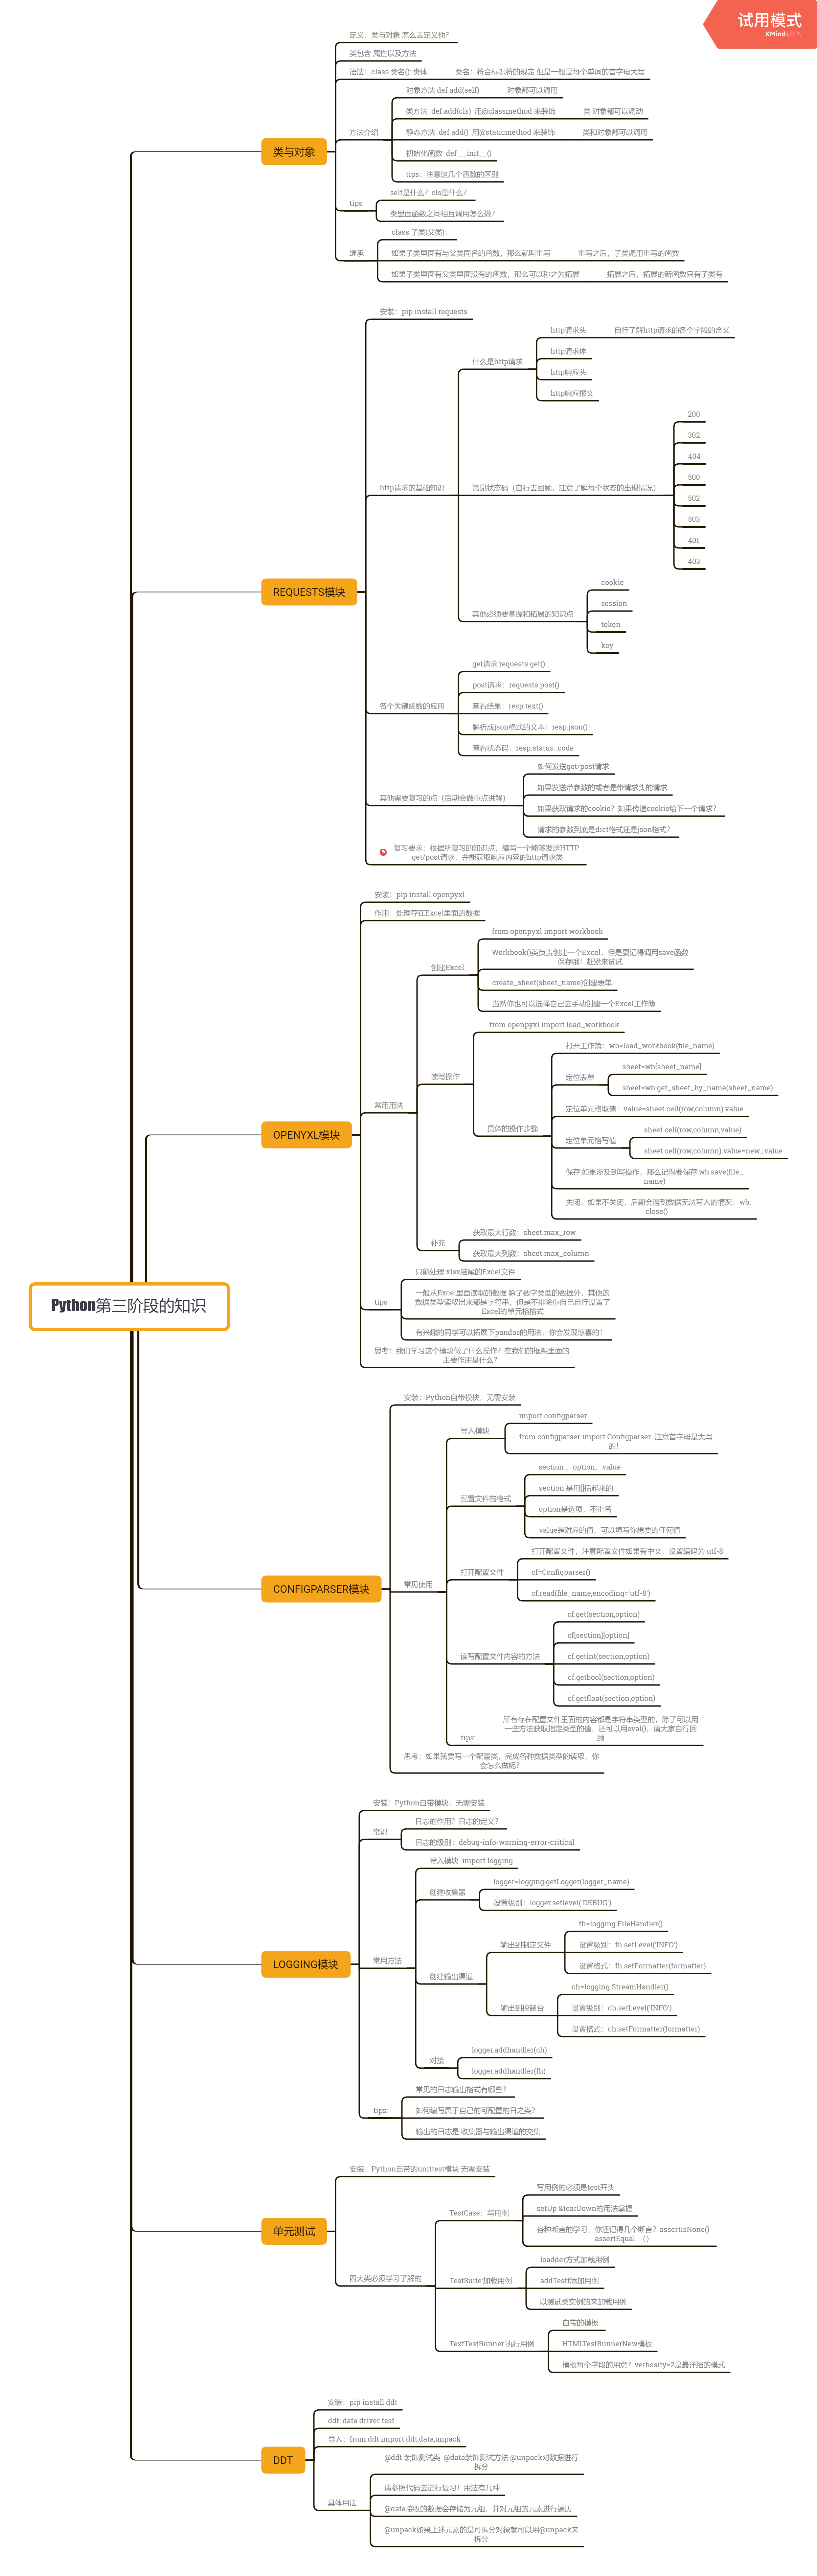 试用模式
XMind:ZEN
Python第三阶段的知识
类与对象
定义：类与对象 怎么去定义他？
类包含 属性以及方法
语法：class 类名(): 类体
类名：符合标识符的规定 但是一般是每个单词的首字母大写
方法介绍
对象方法 def add(self)
对象都可以调用
类方法 def add(cls) 用@classmethod 来装饰
类 对象都可以调动
静态方法 def add() 用@staticmethod 来装饰
类和对象都可以调用
初始化函数 def __init__()
tips：注意这几个函数的区别
tips
self是什么？cls是什么？
类里面函数之间相互调用怎么做？
继承
class 子类(父类)：
如果子类里面有与父类同名的函数，那么就叫重写
重写之后，子类调用重写的函数
如果子类里面有父类里面没有的函数，那么可以称之为拓展
拓展之后，拓展的新函数只有子类有
REQUESTS模块
安装：pip install requests
http请求的基础知识
什么是http请求
http请求头
自行了解http请求的各个字段的含义
http请求体
http响应头
http响应报文
常见状态码（自行去回顾，注意了解每个状态的出现情况）
200
302
404
500
502
503
401
403
其他必须要掌握和拓展的知识点
cookie
session
token
key
各个关键函数的应用
get请求:requests.get()
post请求：requests.post()
查看结果：resp.text()
解析成json格式的文本：resp.json()
查看状态码：resp.status_code
其他需要复习的点（后期会做重点讲解）
如何发送get/post请求
如果发送带参数的或者是带请求头的请求
如果获取请求的cookie？如果传递cookie给下一个请求？
请求的参数到底是dict格式还是json格式？
复习要求：根据所复习的知识点，编写一个能够发送HTTP
get/post请求，并能获取响应内容的http请求类
OPENYXL模块
安装：pip install openpyxl
作用：处理存在Excel里面的数据
常用用法
创建Excel
from openpyxl import workbook
Workbook()类负责创建一个Excel，但是要记得调用save函数
保存哦！赶紧来试试
create_sheet(sheet_name)创建表单
当然你也可以选择自己去手动创建一个Excel工作簿
读写操作
from openpyxl import load_workbook
具体的操作步骤
打开工作簿：wb=load_workbook(file_name)
定位表单
sheet=wb[sheet_name]
sheet=wb.get_sheet_by_name(sheet_name)
定位单元格取值：value=sheet.cell(row,column).value
定位单元格写值
sheet.cell(row,column,value)
sheet.cell(row,column).value=new_value
保存:如果涉及到写操作，那么记得要保存:wb.save(file_
name)
关闭：如果不关闭，后期会遇到数据无法写入的情况：wb.
close()
补充
获取最大行数：sheet.max_row
获取最大列数：sheet.max_column
tips
只能处理.xlsx结尾的Excel文件
一般从Excel里面读取的数据 除了数字类型的数据外，其他的
数据类型读取出来都是字符串，但是不排除你自己自行设置了
Excel的单元格格式
有兴趣的同学可以拓展下pandas的用法，你会发现惊喜的！
思考：我们学习这个模块做了什么操作？在我们的框架里面的
主要作用是什么？
CONFIGPARSER模块
安装：Python自带模块，无需安装
常见使用
导入模块
import configparser
from configparser import Configparser 注意首字母是大写
的！
配置文件的格式
section 、option、value
section 是用[]括起来的
option是选项，不重名
value是对应的值，可以填写你想要的任何值
打开配置文件
打开配置文件，注意配置文件如果有中文，设置编码为 utf-8
cf=Configparser()
cf.read(file_name,encoding='utf-8')
读写配置文件内容的方法
cf.get(section,option)
cf[section][option]
cf.getint(section,option)
cf.getbool(section,option)
cf.getfloat(section,option)
tips:
所有存在配置文件里面的内容都是字符串类型的，除了可以用
一些方法获取指定类型的值，还可以用eval()，请大家自行回
顾
思考：如果我要写一个配置类，完成各种数据类型的读取，你
会怎么做呢？
LOGGING模块
安装：Python自带模块，无需安装
常识
日志的作用？日志的定义？
日志的级别：debug-info-warning-error-critical
常用方法
导入模块 import logging
创建收集器
logger=logging.getLogger(logger_name)
设置级别：logger.setlevel('DEBUG')
创建输出渠道
输出到制定文件
fh=logging.FileHandler()
设置级别：fh.setLevel('INFO')
设置格式：fh.setFormatter(formatter)
输出到控制台
ch=logging.StreamHandler()
设置级别：ch.setLevel('INFO')
设置格式：ch.setFormatter(formatter)
对接
logger.addhandler(ch)
logger.addhandler(fh)
tips:
常见的日志输出格式有哪些？
如何编写属于自己的可配置的日之类？
输出的日志是 收集器与输出渠道的交集
单元测试
安装：Python自带的unittest模块 无需安装
四大类必须学习了解的
TestCase：写用例
写用例的必须是test开头
setUp &tearDown的用法掌握
各种断言的学习，你还记得几个断言？assertIsNone()
assertEqual （）
TestSuite:加载用例
loadder方式加载用例
addTestt添加用例
以测试类实例的来加载用例
TextTestRunner:执行用例
自带的模板
HTMLTestRunnerNew模板
模板每个字段的用意？verbosity=2是最详细的模式
DDT
安装：pip install ddt
ddt: data driver test
导入：from ddt import ddt,data,unpack
具体用法
@ddt 装饰测试类 @data装饰测试方法 @unpack对数据进行
拆分
请参照代码去进行复习！用法有几种
@data接收的数据会存储为元组，并对元组的元素进行遍历
@unpack如果上述元素的是可拆分对象就可以用@unpack来
拆分